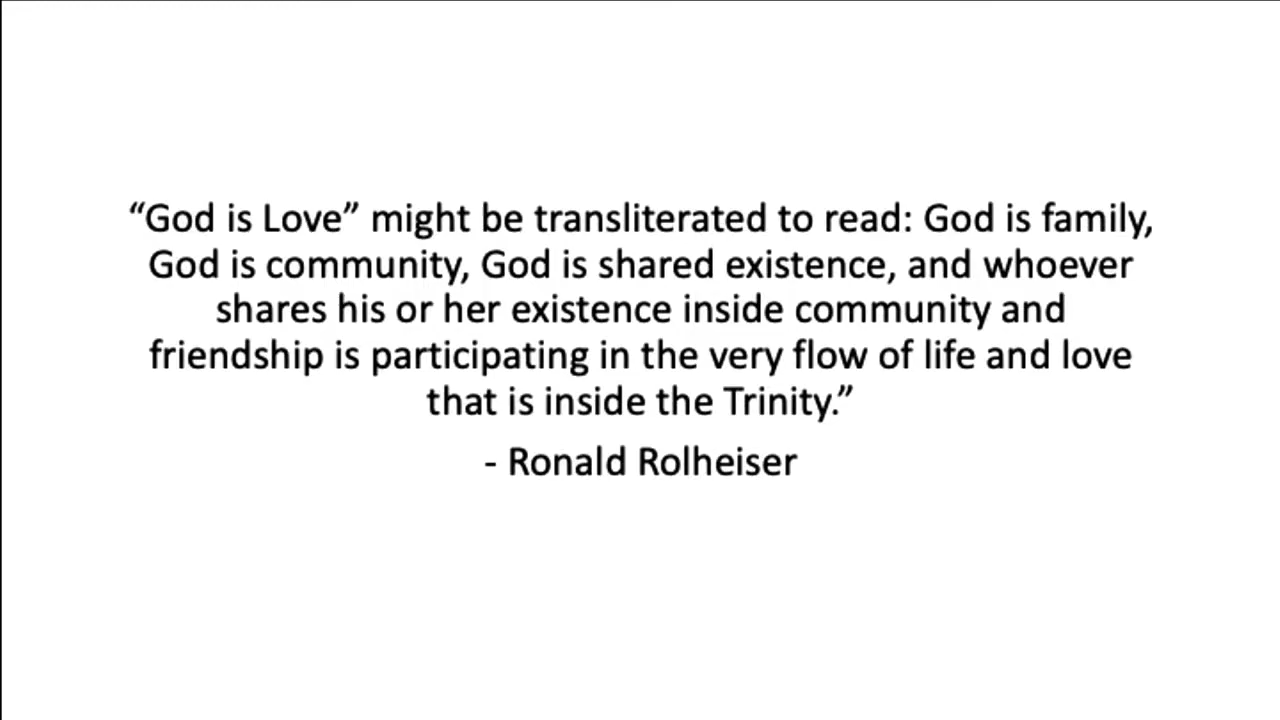 “God is Love” might be transliterated to read: God is family,
God is community, God is shared existence, and whoever
shares his or her existence inside community and
friendship is participating in the very flow of life and love
that is inside the Trinity.”
- Ronald Rolheiser